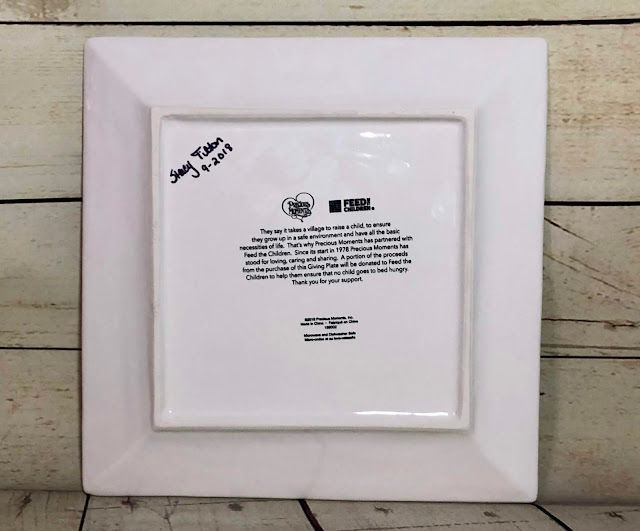 Stacy Tilton
9-2018
Precious Moments
FEED THE CHILDREN
They say it takes a village to raise a child, to ensure
they grow up in a safe environment and have all the basic
necessities of life. That's why Precious Moments has partnered with
Feed the Children. Since its start in 1978 Precious Moments has
stood for loving, caring and sharing. A portion of the proceeds
from the purchase of this Giving Plate will be donated to Feed the
Children to help them ensure that no child goes to bed hungry.
Thank you for your support.
Precious Moments, Inc.
Made in China - Fabriqué en Chine
Microwave and Dishwasher Safe